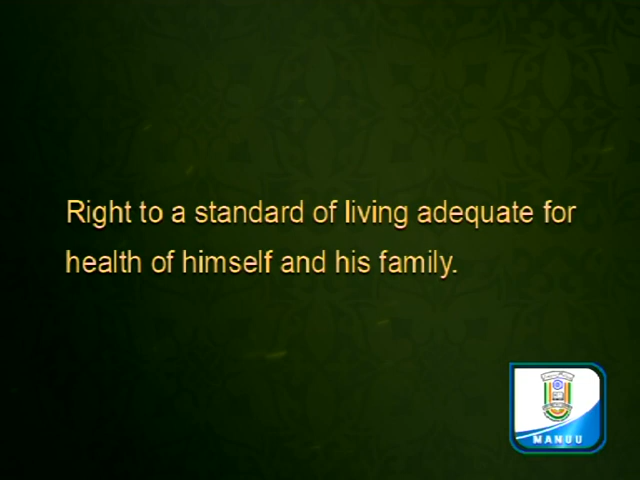 Right to a standard of living adequate for
health of himself and his family.
MANUU